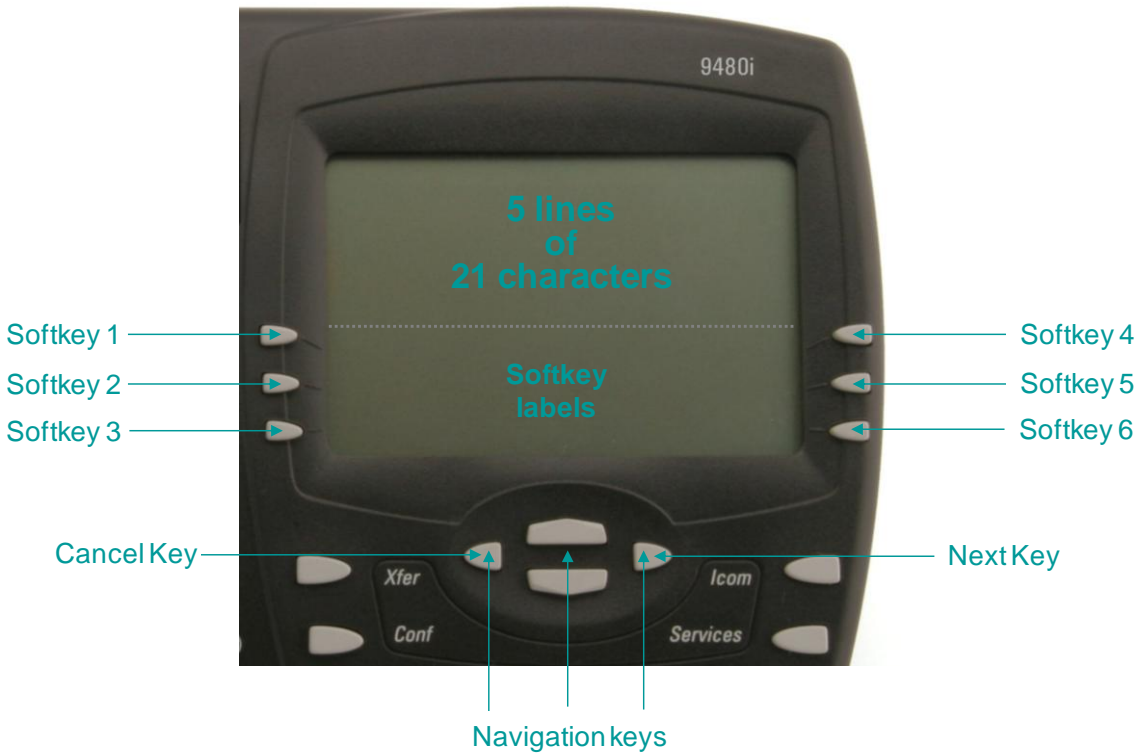 9480i
5 lines
of
21 characters
Softkey 1
Softkey 4
Softkey 2
Softkey
labels
Softkey 5
Softkey 3
Softkey 6
Cancel Key
Next Key
Xfer
Icom
Conf
Services
Navigation keys